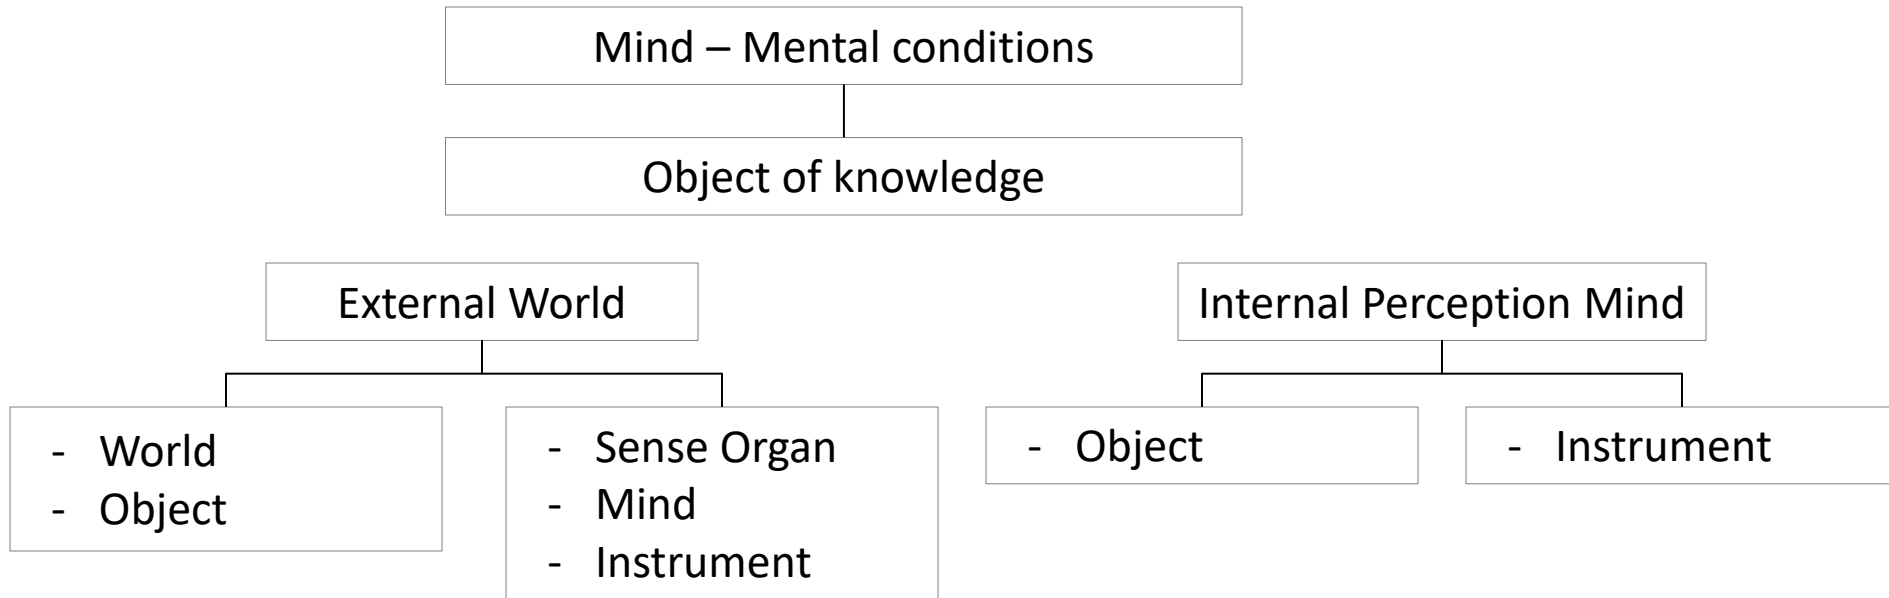 Mind – Mental conditions
Object of knowledge
External World
Internal Perception Mind
- World
- Object
- Sense Organ
- Mind
- Instrument
- Object
- Instrument